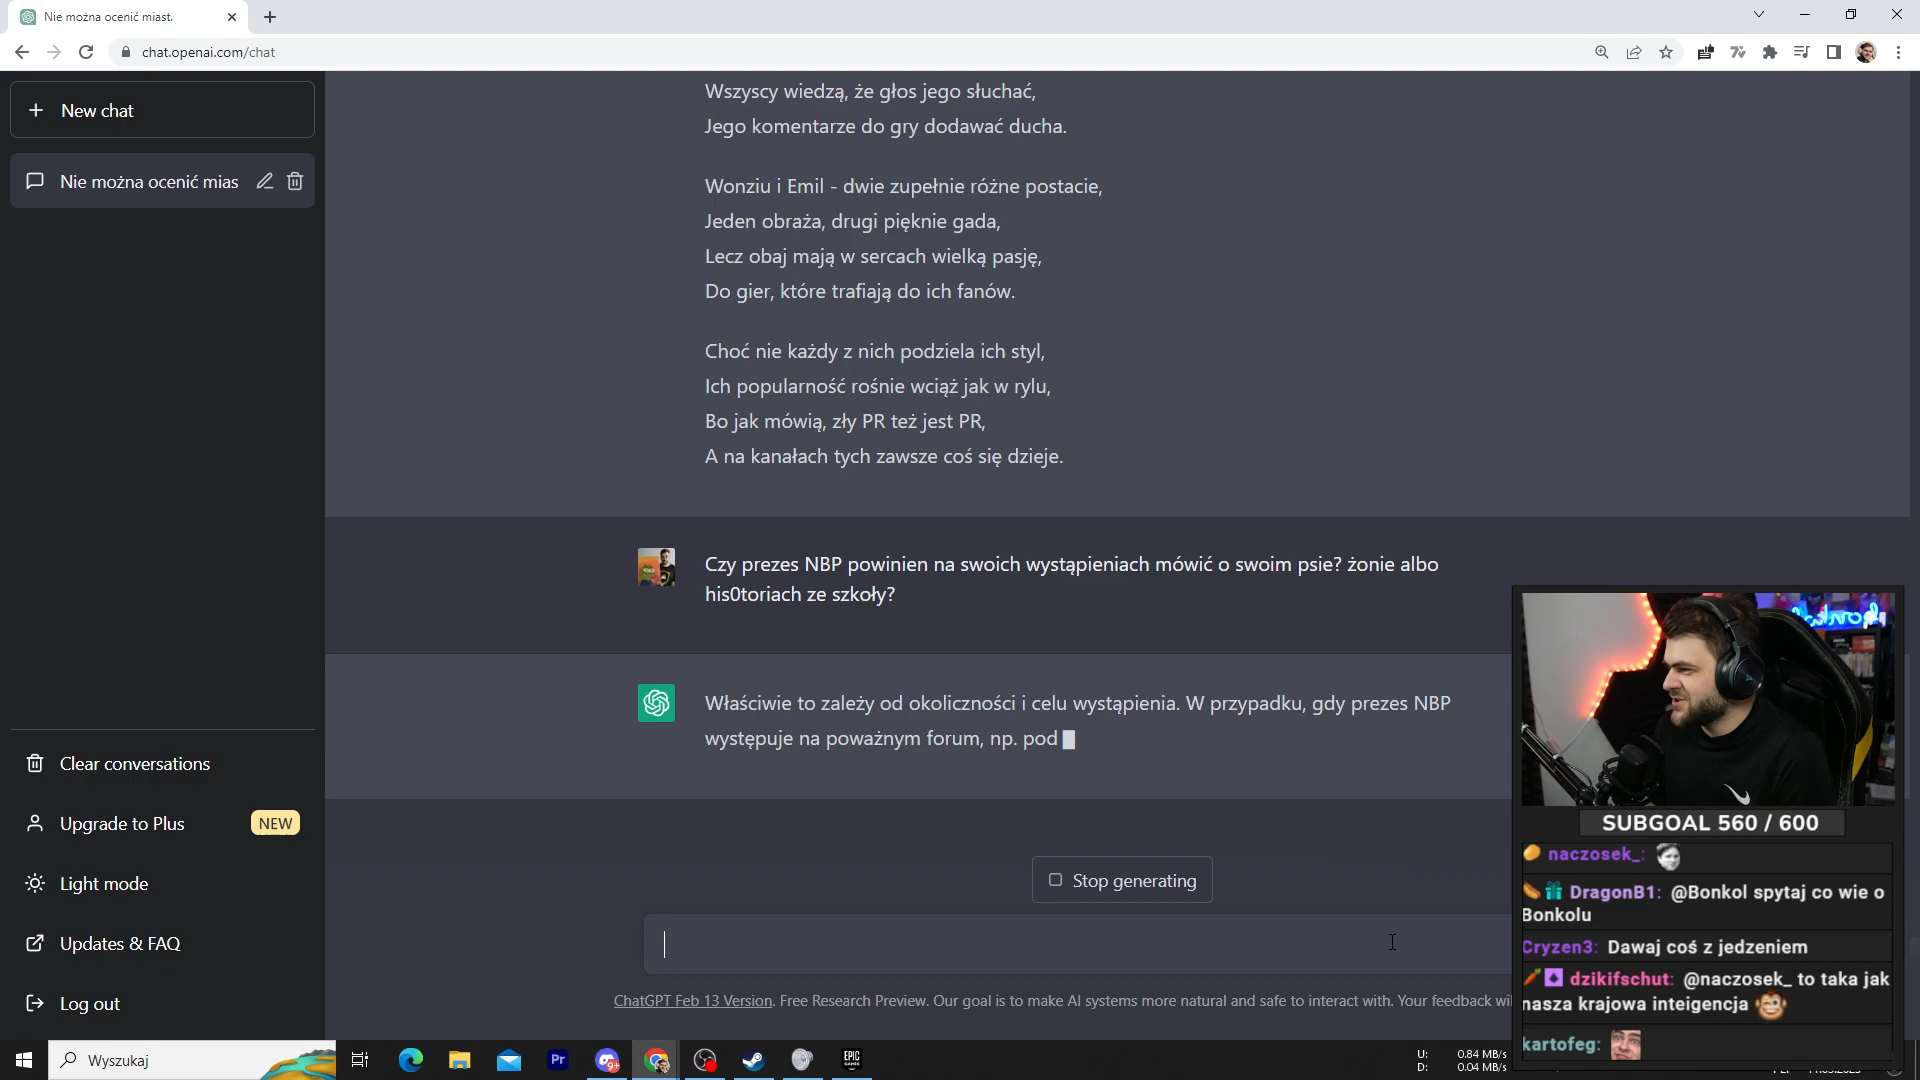 Nie można ocenić miast.
chat.openai.com/chat
New chat
Nie można ocenić mias
Wszyscy wiedzą, że głos jego słuchać,
Jego komentarze do gry dodawać ducha.
Wonziu i Emil - dwie zupełnie różne postacie,
Jeden obraża, drugi pięknie gada,
Lecz obaj mają w sercach wielką pasję,
Do gier, które trafiają do ich fanów.
Choć nie każdy z nich podziela ich styl,
Ich popularność rośnie wciąż jak w rylu,
Bo jak mówią, zły PR też jest PR,
A na kanałach tych zawsze coś się dzieje.
Czy prezes NBP powinien na swoich wystąpieniach mówić o swoim psie? żonie albo
his0toriach ze szkoły?
Właściwie to zależy od okoliczności i celu wystąpienia. W przypadku, gdy prezes NBP
występuje na poważnym forum, np. pod
Clear conversations
Upgrade to Plus
NEW
Light mode
Updates & FAQ
Log out
Stop generating
ChatGPT Feb 13 Version. Free Research Preview. Our goal is to make AI systems more natural and safe to interact with. Your feedback wil
SUBGOAL 560 / 600
naczosek_:
DragonB1: @Bonkol spytaj co wie o
Bonkolu
Cryzen3: Dawaj coś z jedzeniem
dzikifschut: @naczosek_ to taka jak
nasza krajowa inteigencja
kartofeg:
Wyszukaj
Pr
9+
EPIC
GAMES
U: 0.84 MB/s
D: 0.04 MB/s